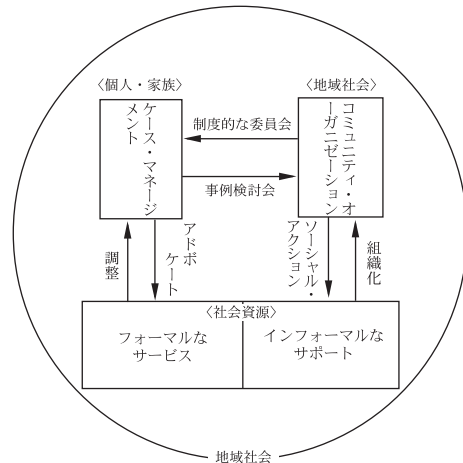 〈個人・家族〉
〈地域社会〉
ケース・マネージ
メント
制度的な委員会
事例検討会
コミュニティ・オ
ーガニゼーション
調整
アドボ
ケート
ソーシャル・
アクション
組織化
〈社会資源〉
フォーマルな
サービス
インフォーマルな
サポート
地域社会